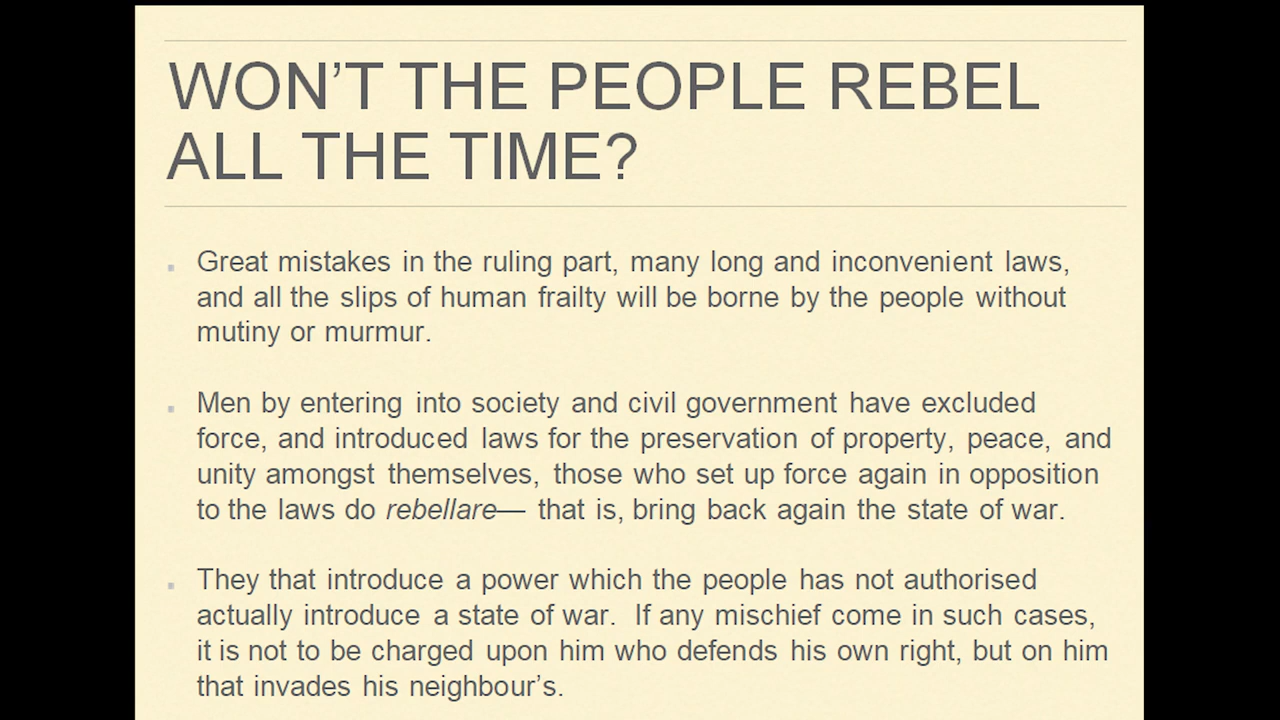 WON’T THE PEOPLE REBEL
ALL THE TIME?
Great mistakes in the ruling part, many long and inconvenient laws,
and all the slips of human frailty will be borne by the people without
mutiny or murmur.
Men by entering into society and civil government have excluded
force, and introduced laws for the preservation of property, peace, and
unity amongst themselves, those who set up force again in opposition
to the laws do rebellare— that is, bring back again the state of war.
They that introduce a power which the people has not authorised
actually introduce a state of war. If any mischief come in such cases,
it is not to be charged upon him who defends his own right, but on him
that invades his neighbour’s.